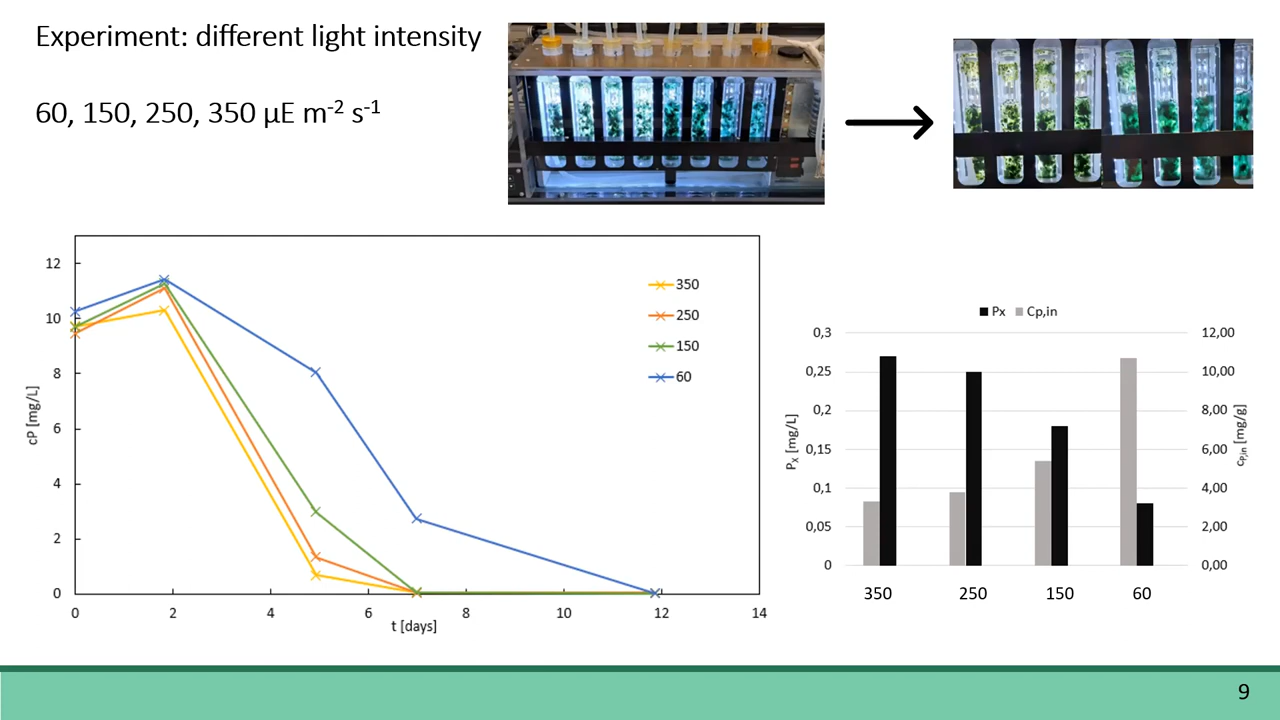 Experiment: different light intensity
60, 150, 250, 350 µE m-2 s-1
12
10
8
6
4
2
0
cP [mg/L]
0 2 4 6 8 10 12 14
t [days]
350
250
150
60
Px Cp,in
0,3
0,25
0,2
0,15
0,1
0,05
0
PX [mg/L]
12,00
10,00
8,00
6,00
4,00
2,00
0,00
cP,in [mg/g]
350 250 150 60
9